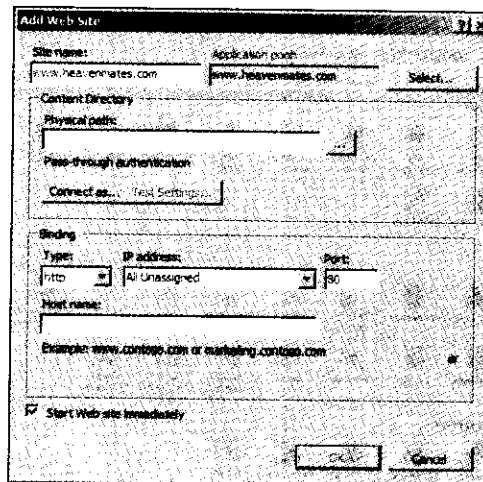 Add Web Site
Site name:
Application pool:
www.heavenmates.com
www.heavenmates.com
Select...
Content Directory
Physical path:
...
Pass-through authentication
Connect as...
Test Settings...
Binding
Type:
IP address:
Port:
http
All Unassigned
80
Host name:
Example: www.contoso.com or marketing.contoso.com
Start Web site immediately
OK
Cancel